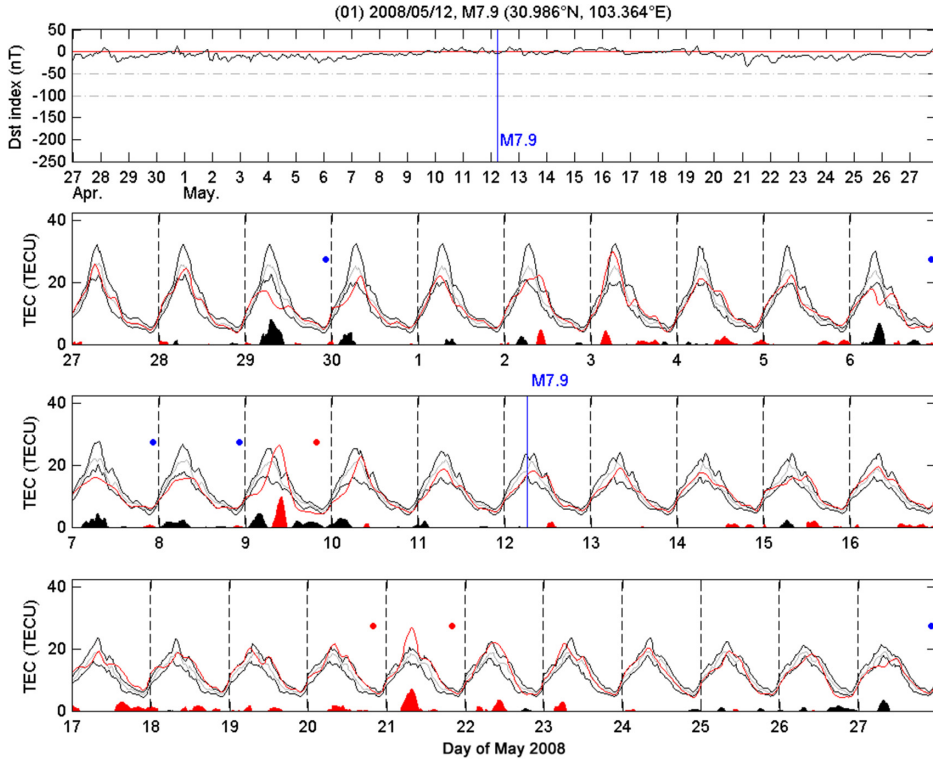 (01) 2008/05/12, M7.9 (30.986°N, 103.364°E)
Dst index (nT)
50
0
-50
-100
-150
-200
-250
M7.9
27 28 29 30 1 2 3 4 5 6 7 8 9 10 11 12 13 14 15 16 17 18 19 20 21 22 23 24 25 26 27
Apr. May.
TEC (TECU)
40
20
0
27 28 29 30 1 2 3 4 5 6
M7.9
TEC (TECU)
40
20
0
7 8 9 10 11 12 13 14 15 16
TEC (TECU)
40
20
0
17 18 19 20 21 22 23 24 25 26 27
Day of May 2008